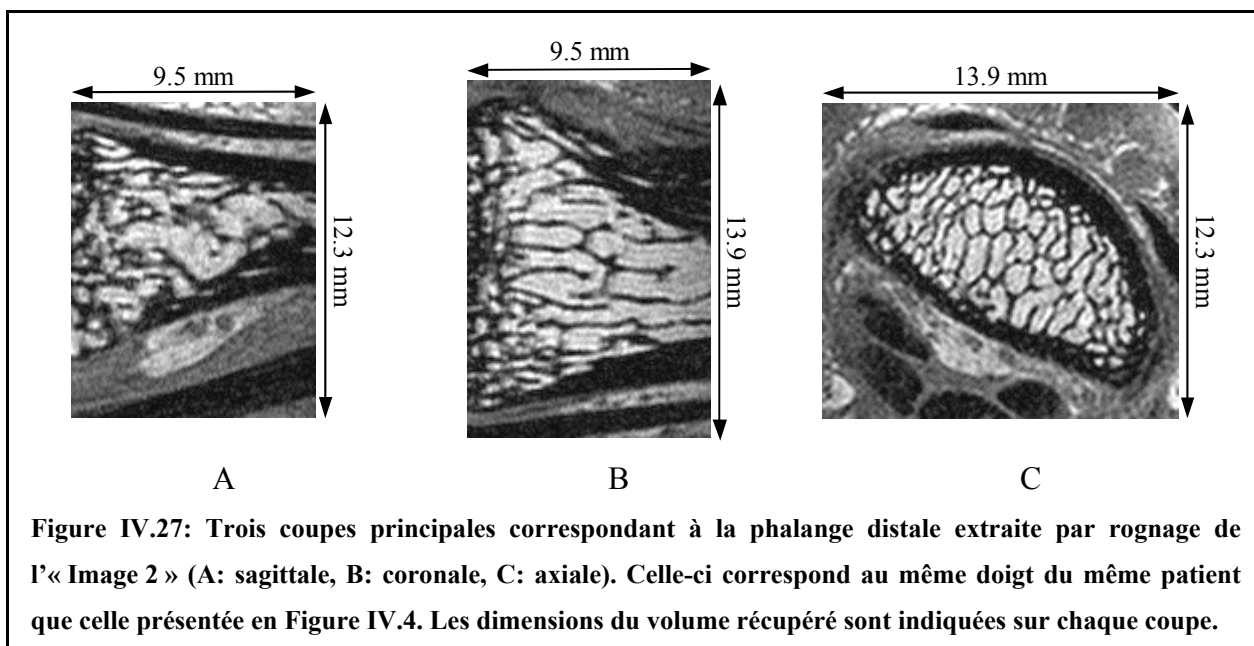 9.5 mm
9.5 mm
13.9 mm
12.3 mm
13.9 mm
12.3 mm
A
B
C
Figure IV.27: Trois coupes principales correspondant à la phalange distale extraite par rognage de
l’« Image 2 » (A: sagittale, B: coronale, C: axiale). Celle-ci correspond au même doigt du même patient
que celle présentée en Figure IV.4. Les dimensions du volume récupéré sont indiquées sur chaque coupe.